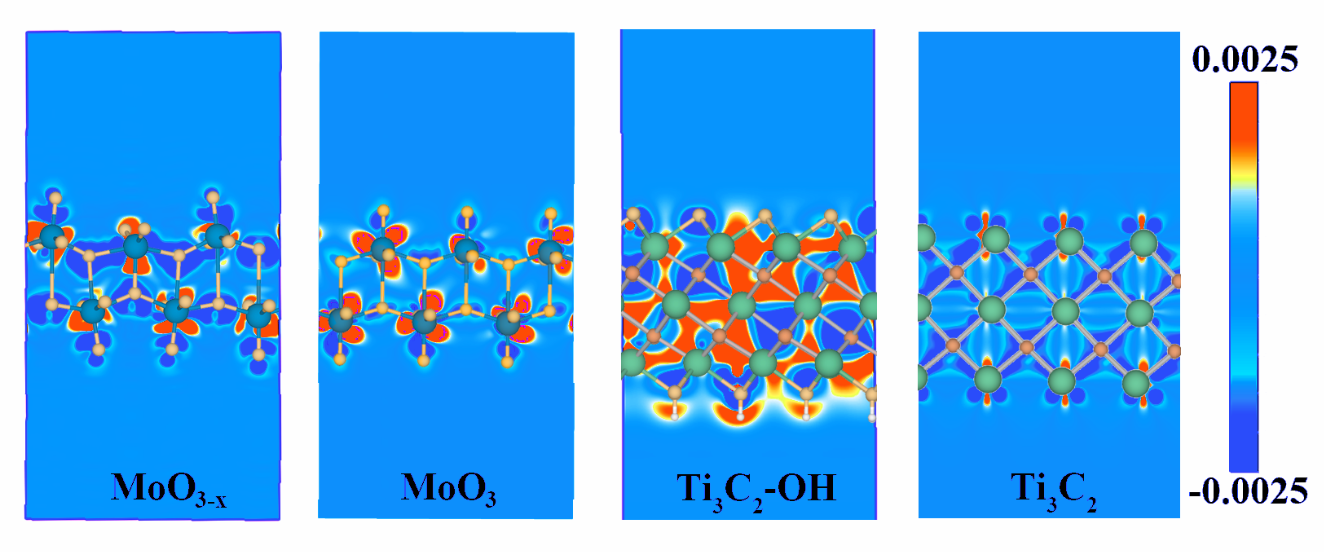 0.0025
MoO₃₋ₓ
MoO₃
Ti₃C₂-OH
Ti₃C₂
-0.0025